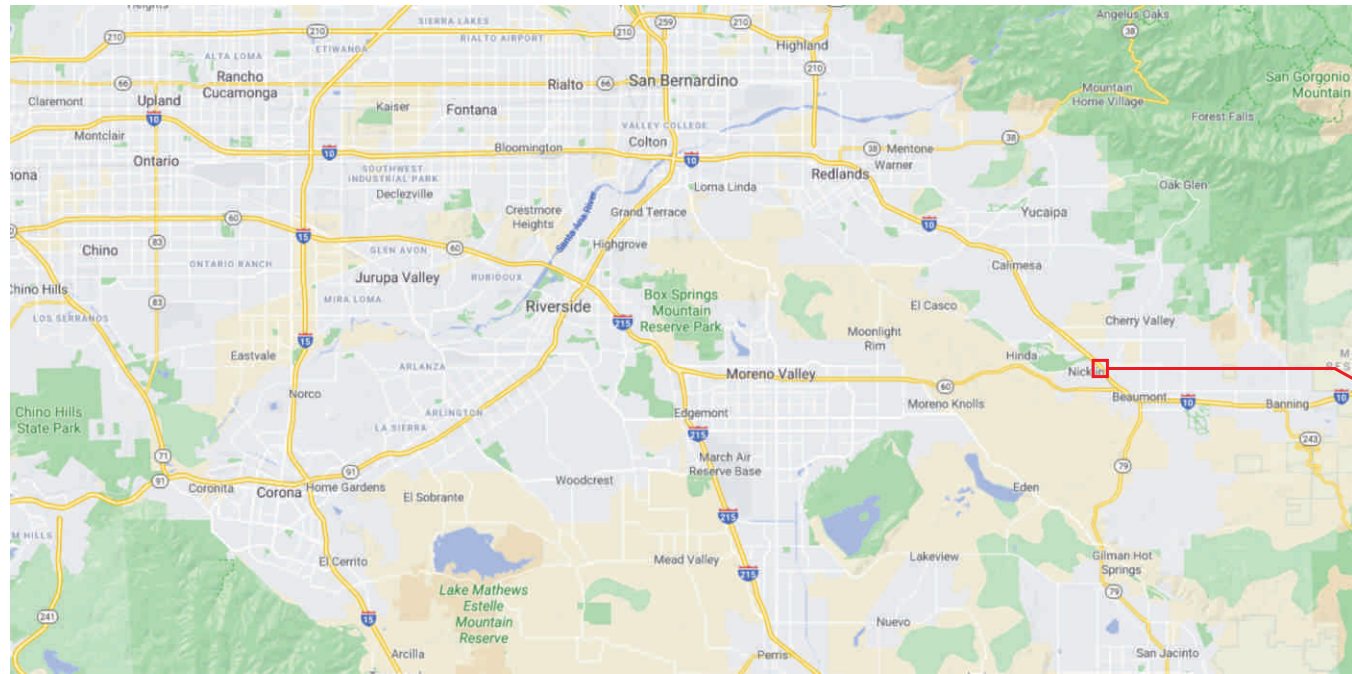 Angelus Oaks
SIERRA LAKES
210
259
210
38
210
210
RIALTO AIRPORT
Highland
ETIWANDA
ALTA LOMA
210
San Gorgonio
Mountain
Rancho
Cucamonga
66
Rialto
66
San Bernardino
Mountain
Home Village
Claremont
Upland
Kaiser
Fontana
Forest Falls
10
VALLEY COLLEGE
Montclair
Colton
38
Bloomington
10
Ontario
10
38
Mentone
Warner
SOUTHWEST
INDUSTRIAL PARK
Redlands
Declezville
Loma Linda
Oak Glen
Crestmore
Heights
Grand Terrace
Yucaipa
60
Santa Ana River
10
83
15
Highgrove
Chino
GLEN AVON
60
ONTARIO RANCH
Calimesa
Jurupa Valley
RUBIDOUX
Chino Hills
MIRA LOMA
83
Riverside
Box Springs
Mountain
Reserve Park
El Casco
LOS SERRANOS
215
Moonlight
Rim
Cherry Valley
15
Eastvale
Hinda
ARLANZA
Moreno Valley
60
Norco
Moreno Knolls
Beaumont
10
Banning
10
Chino Hills
State Park
ARLINGTON
Edgemont
LA SIERRA
215
243
71
March Air
Reserve Base
79
91
91
Woodcrest
Coronita
Corona
Home Gardens
El Sobrante
Eden
215
M HILLS
El Cerrito
Mead Valley
Lakeview
Gilman Hot
Springs
215
79
Lake Mathews
Estelle
Mountain
Reserve
241
15
Nuevo
Arcilla
Perris
San Jacinto